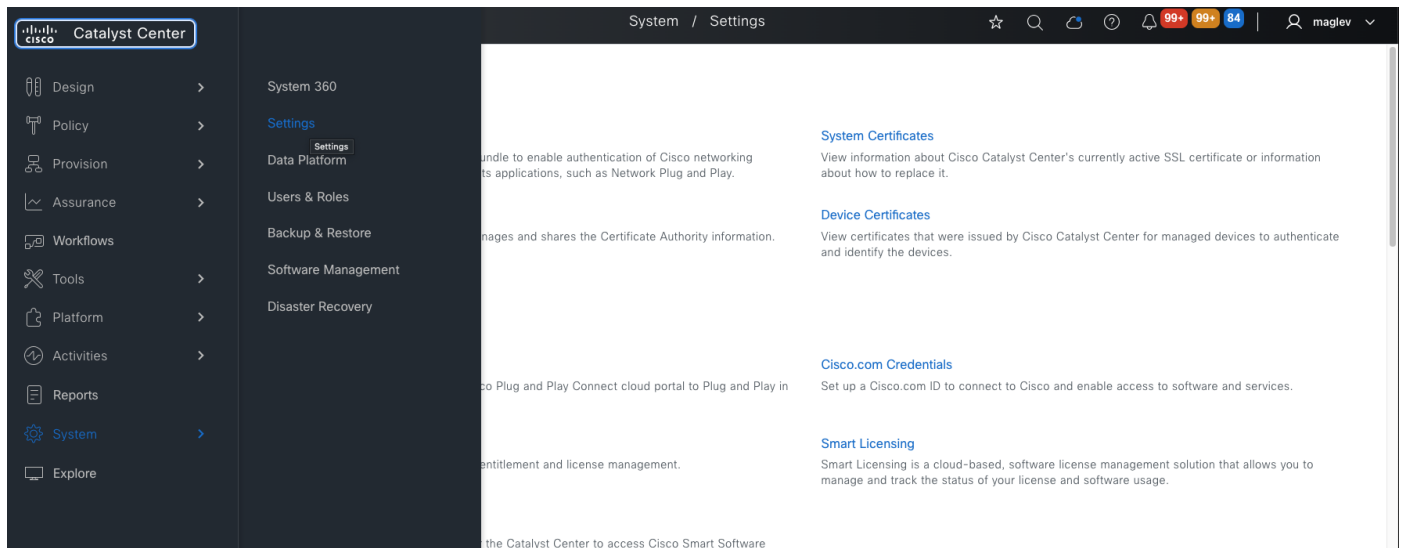 CISCO Catalyst Center
System / Settings
99+ 99+ 84 | maglev
Design
Policy
Provision
Assurance
Workflows
Tools
Platform
Activities
Reports
System
Explore
System 360
Settings
Settings
Data Platform
Users & Roles
Backup & Restore
Software Management
Disaster Recovery
undle to enable authentication of Cisco networking
ts applications, such as Network Plug and Play.
nages and shares the Certificate Authority information.
co Plug and Play Connect cloud portal to Plug and Play in
entitlement and license management.
the Catalyst Center to access Cisco Smart Software
System Certificates
View information about Cisco Catalyst Center's currently active SSL certificate or information
about how to replace it.
Device Certificates
View certificates that were issued by Cisco Catalyst Center for managed devices to authenticate
and identify the devices.
Cisco.com Credentials
Set up a Cisco.com ID to connect to Cisco and enable access to software and services.
Smart Licensing
Smart Licensing is a cloud-based, software license management solution that allows you to
manage and track the status of your license and software usage.